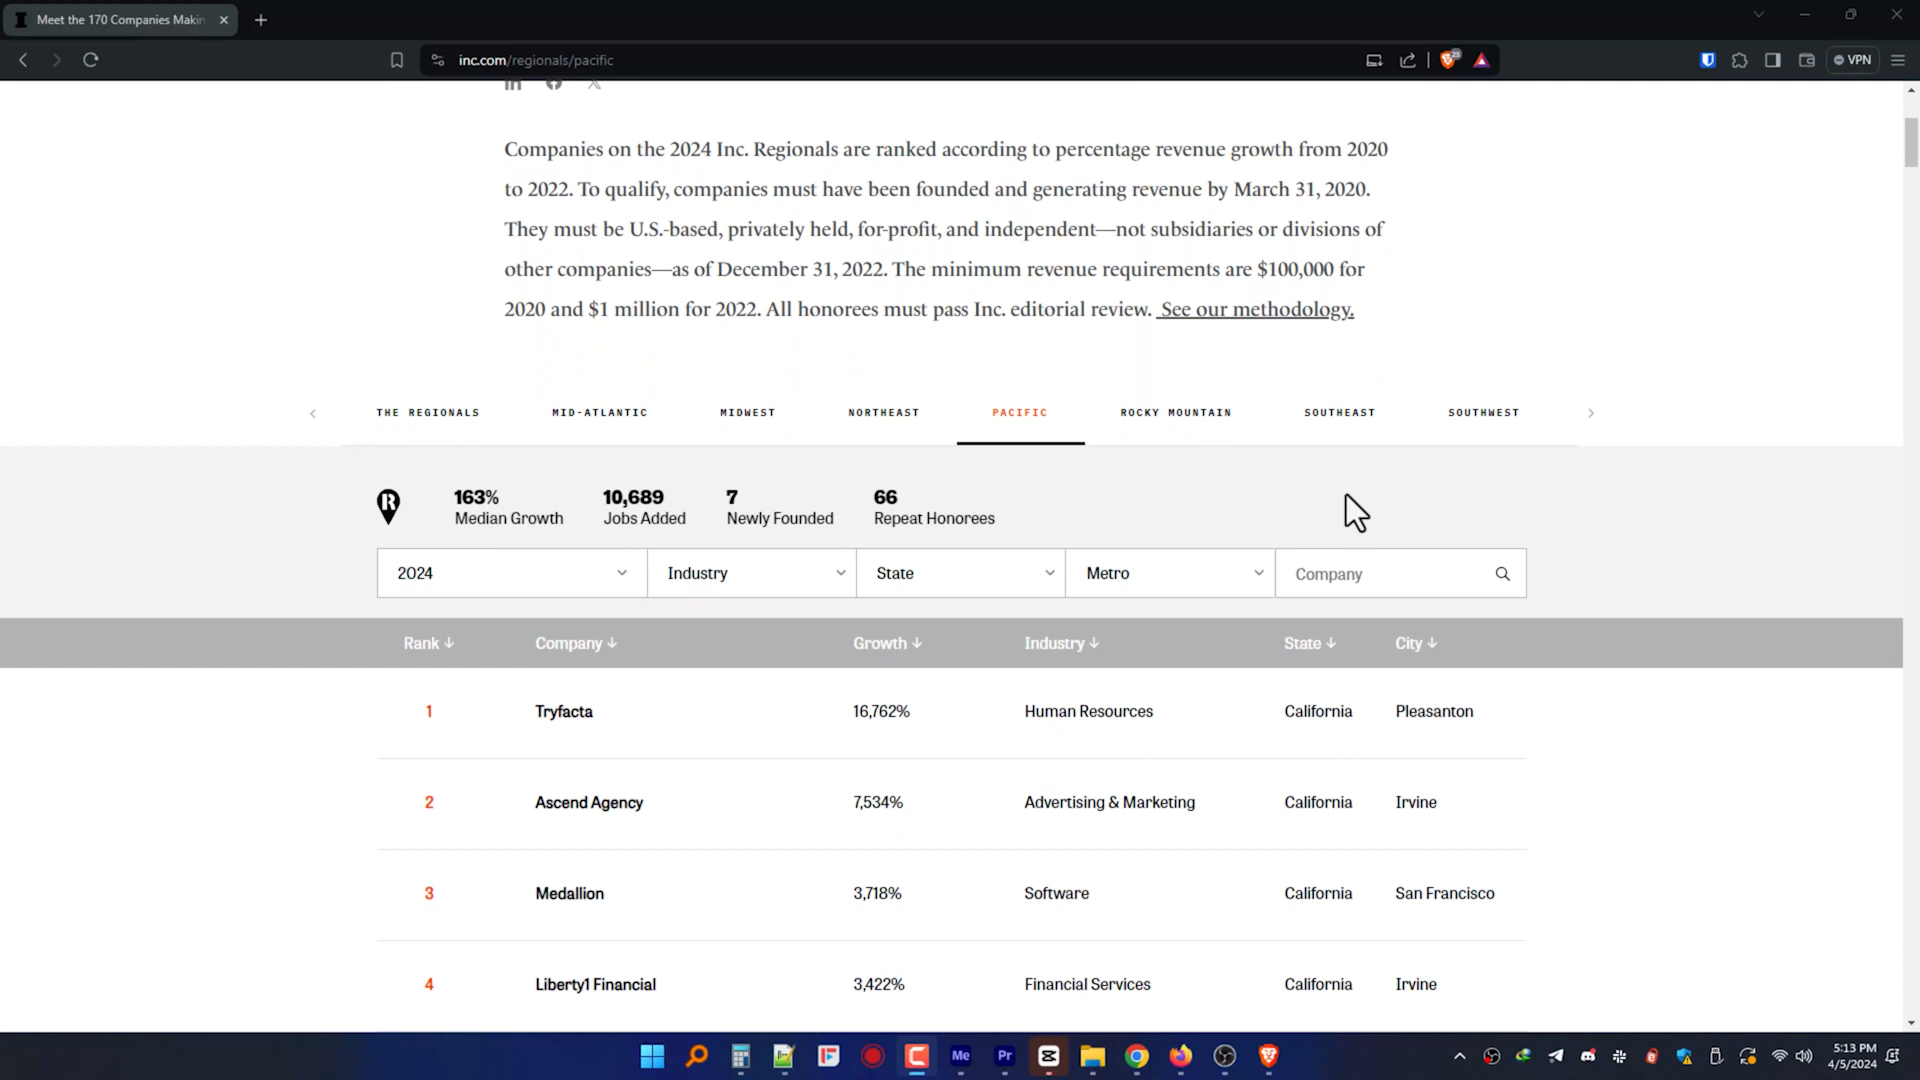 Meet the 170 Companies Makin
inc.com/regionals/pacific
23
VPN
Companies on the 2024 Inc. Regionals are ranked according to percentage revenue growth from 2020
to 2022. To qualify, companies must have been founded and generating revenue by March 31, 2020.
They must be U.S.-based, privately held, for-profit, and independent—not subsidiaries or divisions of
other companies—as of December 31, 2022. The minimum revenue requirements are $100,000 for
2020 and $1 million for 2022. All honorees must pass Inc. editorial review. See our methodology.
THE REGIONALS MID-ATLANTIC MIDWEST NORTHEAST PACIFIC ROCKY MOUNTAIN SOUTHEAST SOUTHWEST
R
163% 10,689 7 66
Median Growth Jobs Added Newly Founded Repeat Honorees
2024 Industry State Metro Company
Rank Company Growth Industry State City
1 Tryfacta 16,762% Human Resources California Pleasanton
2 Ascend Agency 7,534% Advertising & Marketing California Irvine
3 Medallion 3,718% Software California San Francisco
4 Liberty1 Financial 3,422% Financial Services California Irvine
Me Pr
5:13 PM
4/5/2024